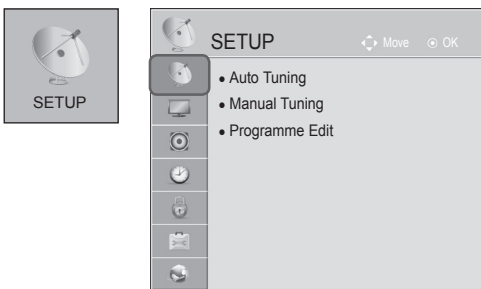 SETUP
SETUP Move OK
• Auto Tuning
• Manual Tuning
• Programme Edit